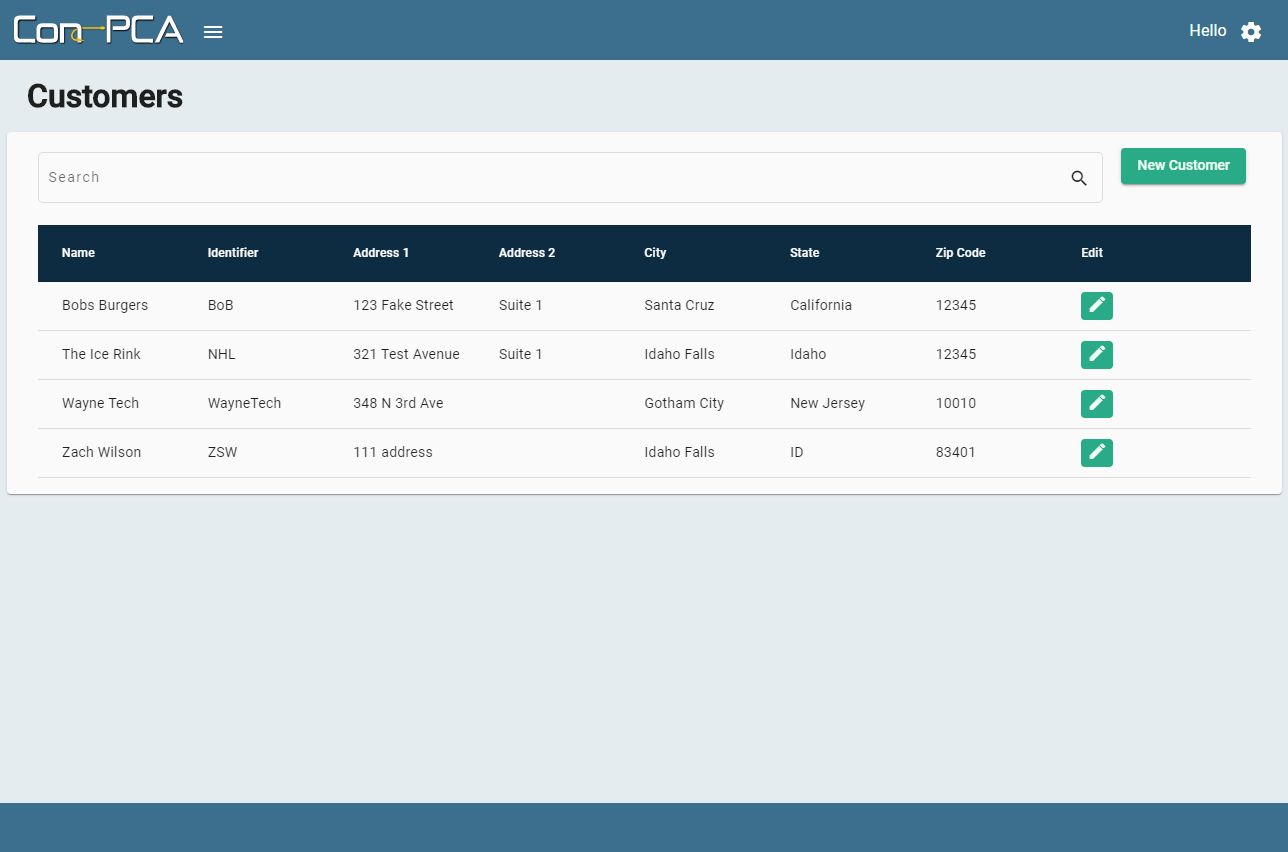 Con-PCA
Hello
Customers
Search
New Customer
Name Identifier Address 1 Address 2 City State Zip Code Edit
Bobs Burgers BoB 123 Fake Street Suite 1 Santa Cruz California 12345
The Ice Rink NHL 321 Test Avenue Suite 1 Idaho Falls Idaho 12345
Wayne Tech WayneTech 348 N 3rd Ave Gotham City New Jersey 10010
Zach Wilson ZSW 111 address Idaho Falls ID 83401